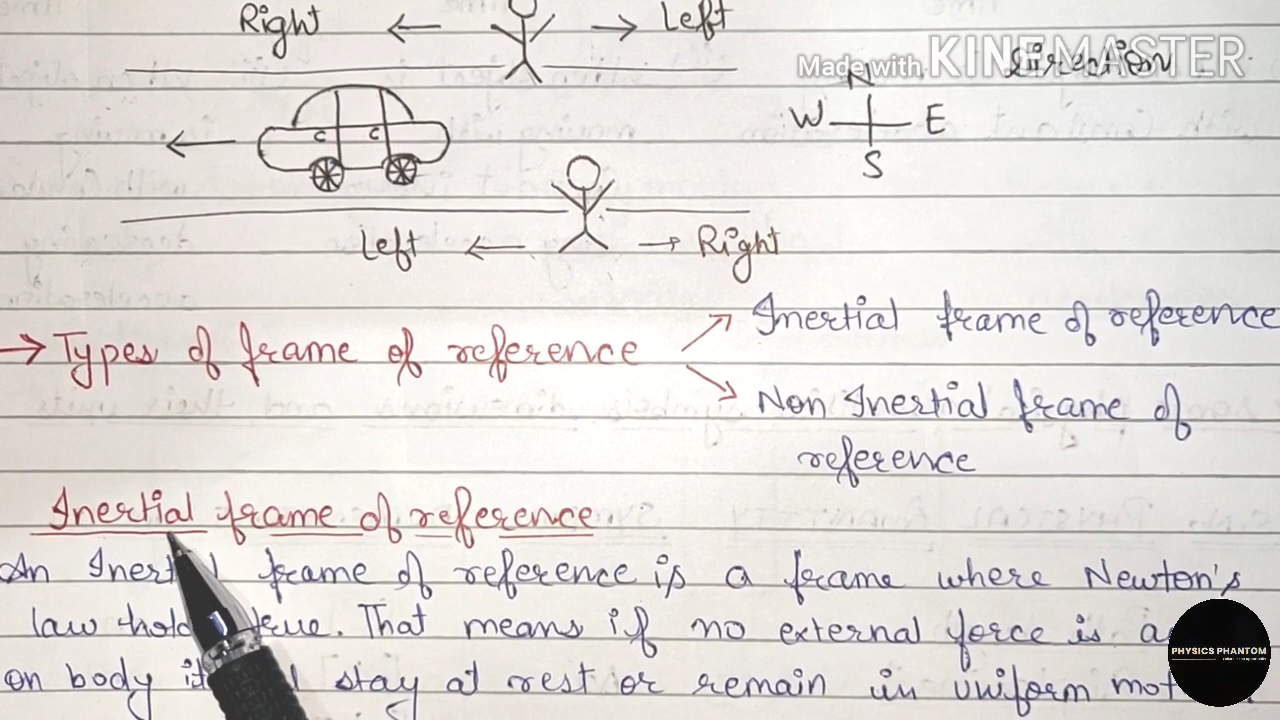 Right ← → Left
Made with KINEMASTER
Direction
N
W E
S
C C
Left ← → Right
→ Types of frame of reference
Inertial frame of reference
Non Inertial frame of
reference
Inertial frame of reference
An frame of reference is a frame where Newton's
law true. That means if no external force is
on body stay at rest or remain in uniform
PHYSICS PHANTOM